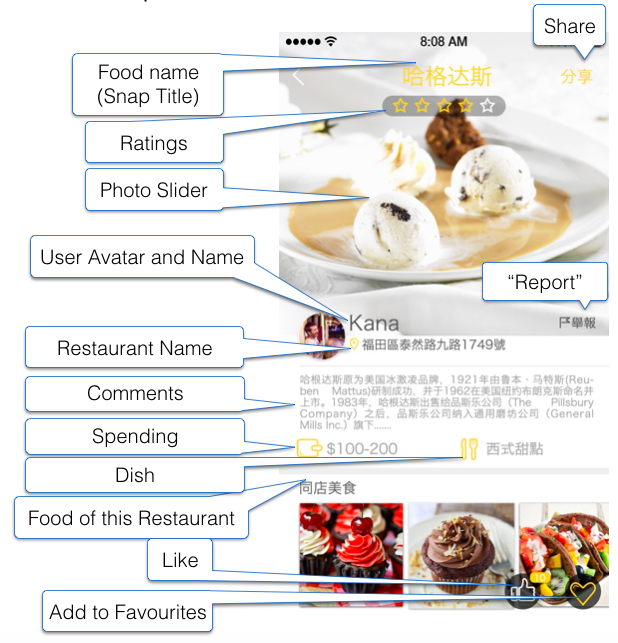 Share
8:08 AM
Food name
(Snap Title)
哈格达斯
分享
Ratings
Photo Slider
User Avatar and Name
“Report”
Kana
舉報
Restaurant Name
福田區泰然路九路1749號
Comments
哈根达斯原为美国冰激凌品牌，1921年由鲁本·马特斯(Reu-
ben Mattus)研制成功，并于1962在美国纽约布朗克斯命名并
上市。1983年，哈根达斯出售给品斯乐公司（The Pillsbury
Company）之后，品斯乐公司纳入通用磨坊公司（General
Mills Inc.）旗下......
Spending
$100-200
西式甜點
Dish
同店美食
Food of this Restaurant
Like
10
Add to Favourites